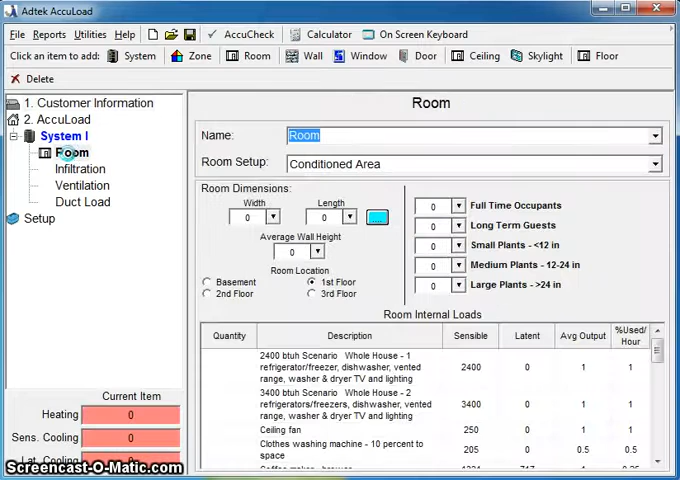 Adtek AccuLoad
File Reports Utilities Help AccuCheck Calculator On Screen Keyboard
Click an item to add: System Zone Room Wall Window Door Ceiling Skylight Floor
Delete
1. Customer Information
2. AccuLoad
System I
Room
Infiltration
Ventilation
Duct Load
Setup
Current Item
Heating 0
Sens. Cooling 0
Lat. Cooling
Room
Name: Room
Room Setup: Conditioned Area
Room Dimensions:
Width Length
0 0 ...
Average Wall Height
0
Room Location
Basement 1st Floor
2nd Floor 3rd Floor
0 Full Time Occupants
0 Long Term Guests
0 Small Plants - <12 in
0 Medium Plants - 12-24 in
0 Large Plants - >24 in
Room Internal Loads
Quantity Description Sensible Latent Avg Output %Used/ Hour
2400 btuh Scenario Whole House - 1
refrigerator/freezer, dishwasher, vented
range, washer & dryer TV and lighting
2400 0 1 1
3400 btuh Scenario Whole House - 2
refrigerators/freezers, dishwasher, vented
range, washer & dryer TV and lighting
3400 0 1 1
Ceiling fan 250 0 1 1
Clothes washing machine - 10 percent to
space
205 0 0.5 0.5
Screencast-O-Matic.com